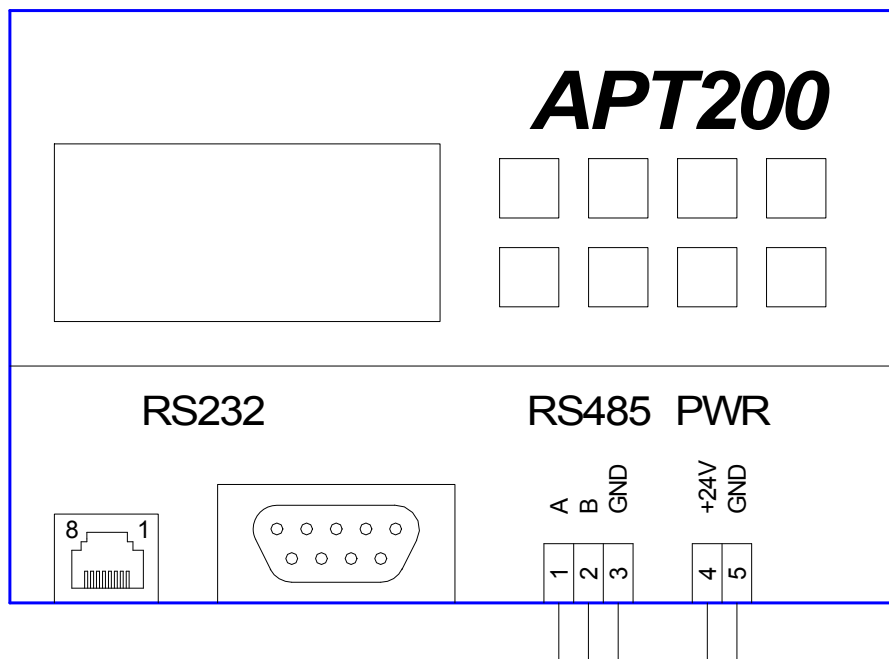 APT200
RS232
RS485 PWR
A B GND +24V GND
8 1
1 2 3 4 5